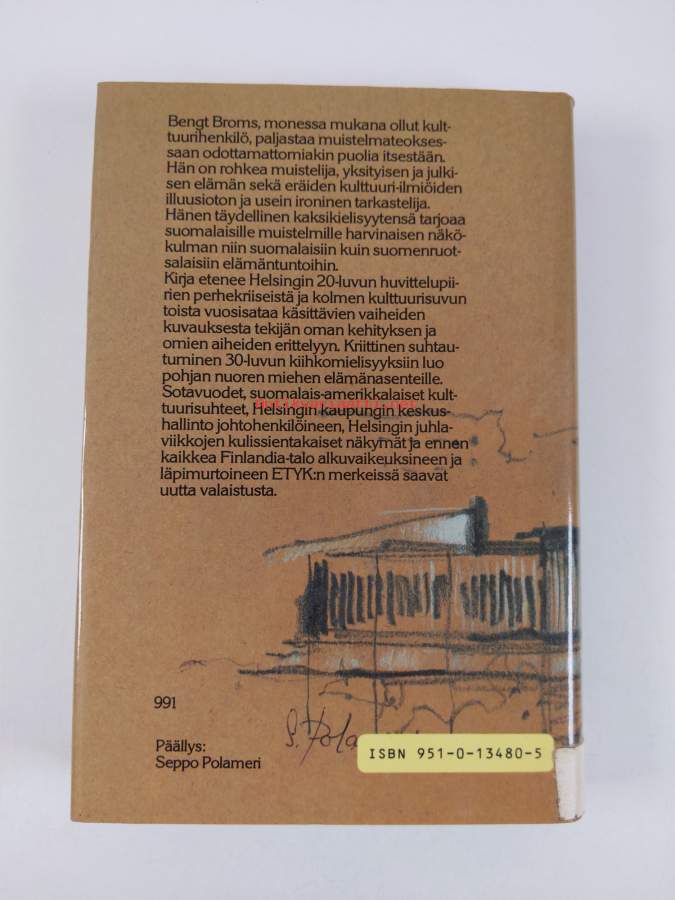 Bengt Broms, monessa mukana ollut kult-
tuurihenkilö, paljastaa muistelmateokses-
saan odottamattomiakin puolia itsestään.
Hän on rohkea muistelija, yksityisen ja julki-
sen elämän sekä eräiden kulttuuri-ilmiöiden
illuusioton ja usein ironinen tarkastelija.
Hänen täydellinen kaksikielisyytensä tarjoaa
suomalaisille muistelmille harvinaisen näkö-
kulman niin suomalaisiin kuin suomenruot-
salaisiin elämäntuntoihin.
Kirja etenee Helsingin 20-luvun huvittelupii-
rien perhekriiseistä ja kolmen kulttuurisuvun
toista vuosisataa käsittävien vaiheiden
kuvauksesta tekijän oman kehityksen ja
omien aiheiden erittelyyn. Kriittinen suhtau-
tuminen 30-luvun kiihkomielisyyksiin luo
pohjan nuoren miehen elämänasenteille.
Sotavuodet, suomalais-amerikkalaiset kult-
tuurisuhteet, Helsingin kaupungin keskus-
hallinto johtohenkilöineen, Helsingin juhla-
viikkojen kulissientakaiset näkymät ja ennen
kaikkea Finlandia-talo alkuvaikeuksineen ja
läpimurtoineen ETYK:n merkeissä saavat
uutta valaistusta.
991
Päällys:
Seppo Polameri
S. Pola
ISBN 951-0-13480-5